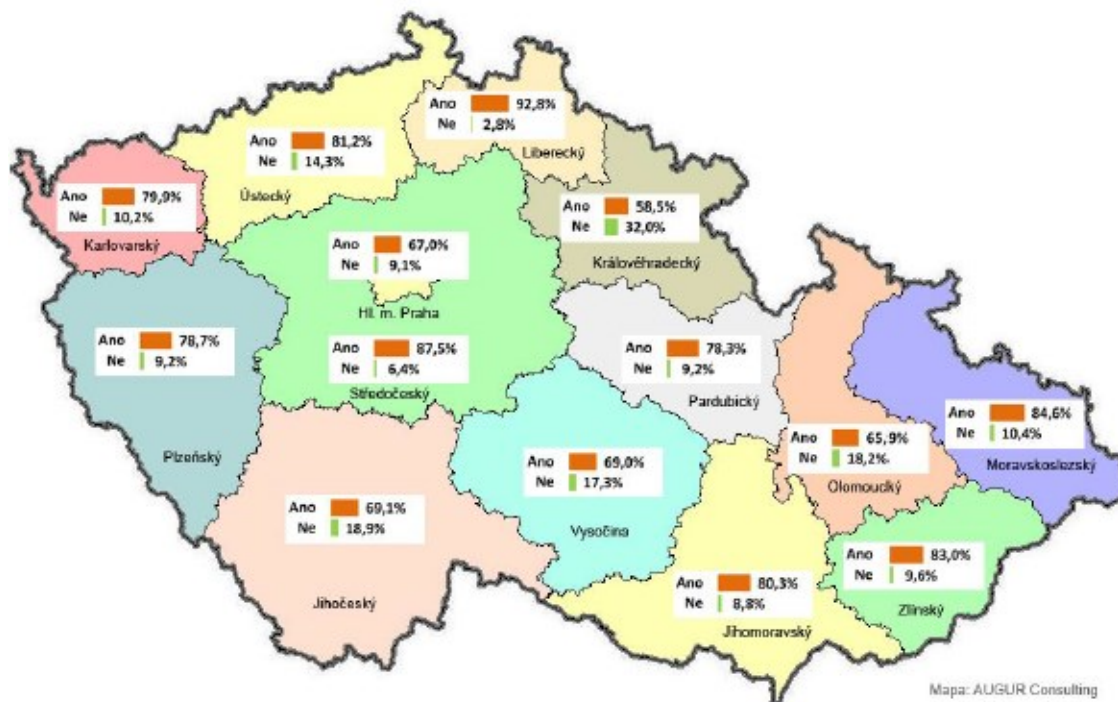 Ano 92,8%
Ne 2,8%
Liberecký
Ano 81,2%
Ne 14,3%
Ústecký
Ano 79,9%
Ne 10,2%
Karlovarský
Ano 58,5%
Ne 32,0%
Králověhradecký
Ano 67,0%
Ne 9,1%
Hl. m. Praha
Ano 87,5%
Ne 6,4%
Středočeský
Ano 78,7%
Ne 9,2%
Plzeňský
Ano 78,3%
Ne 9,2%
Pardubický
Ano 84,6%
Ne 10,4%
Moravskoslezský
Ano 65,9%
Ne 18,2%
Olomoucký
Ano 69,0%
Ne 17,3%
Vysočina
Ano 69,1%
Ne 18,9%
Jihočeský
Ano 83,0%
Ne 9,6%
Zlínský
Ano 80,3%
Ne 8,8%
Jihomoravský
Mapa: AUGUR Consulting